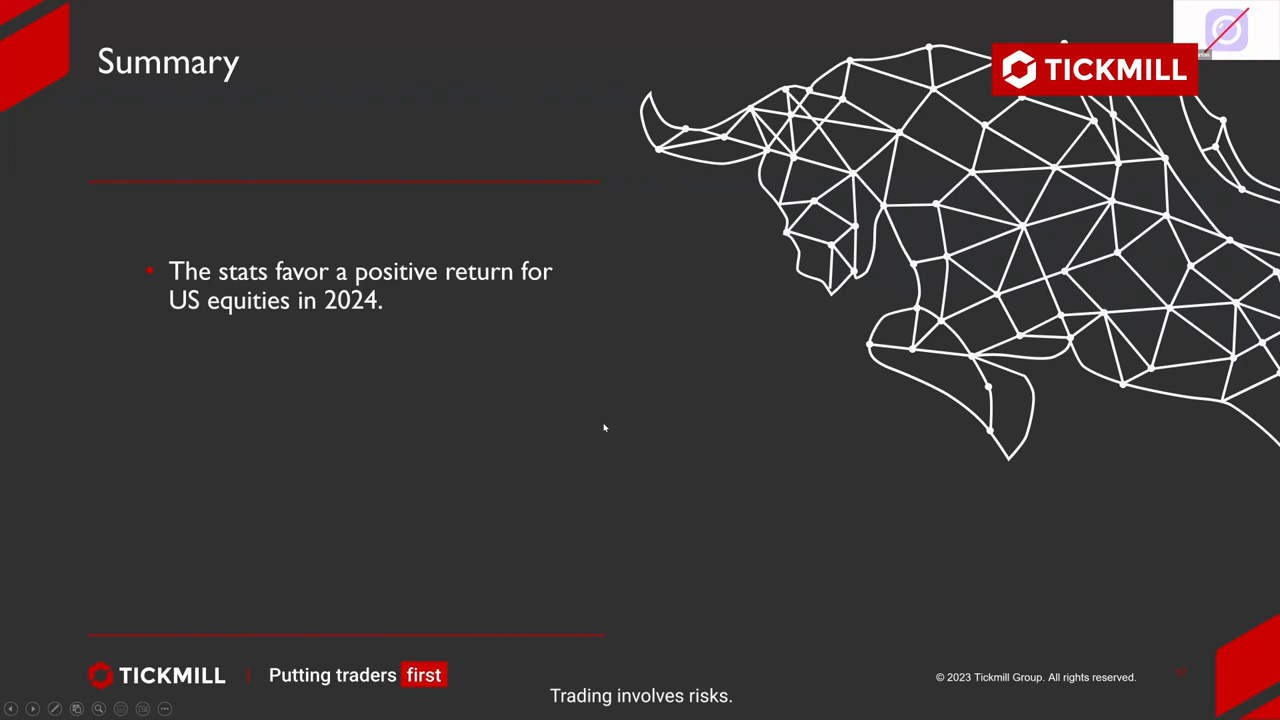 Summary
TICKMILL
• The stats favor a positive return for
US equities in 2024.
TICKMILL | Putting traders first
© 2023 Tickmill Group. All rights reserved.
Trading involves risks.